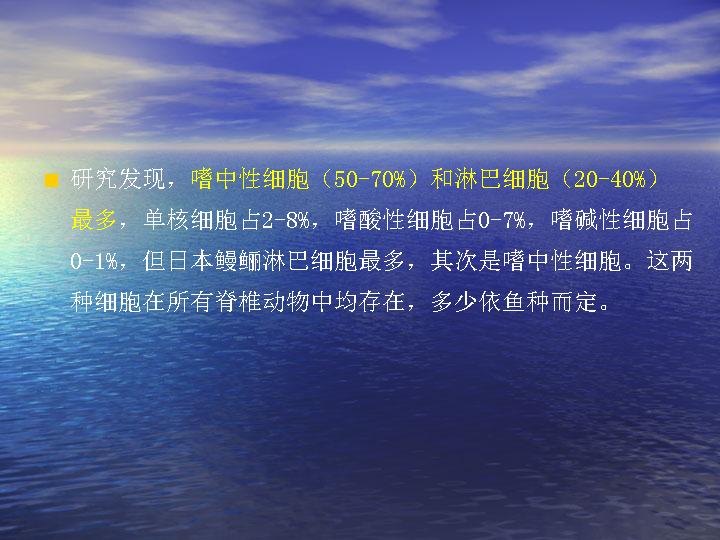 研究发现，嗜中性细胞（50-70%）和淋巴细胞（20-40%）
最多，单核细胞占2-8%，嗜酸性细胞占0-7%，嗜碱性细胞占
0-1%，但日本鳗鲡淋巴细胞最多，其次是嗜中性细胞。这两
种细胞在所有脊椎动物中均存在，多少依鱼种而定。